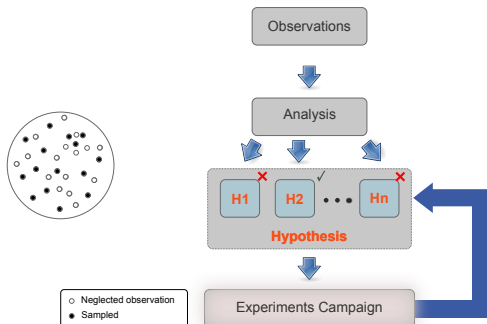 Observations
Analysis
H1
H2
Hn
Hypothesis
Experiments Campaign
Neglected observation
Sampled